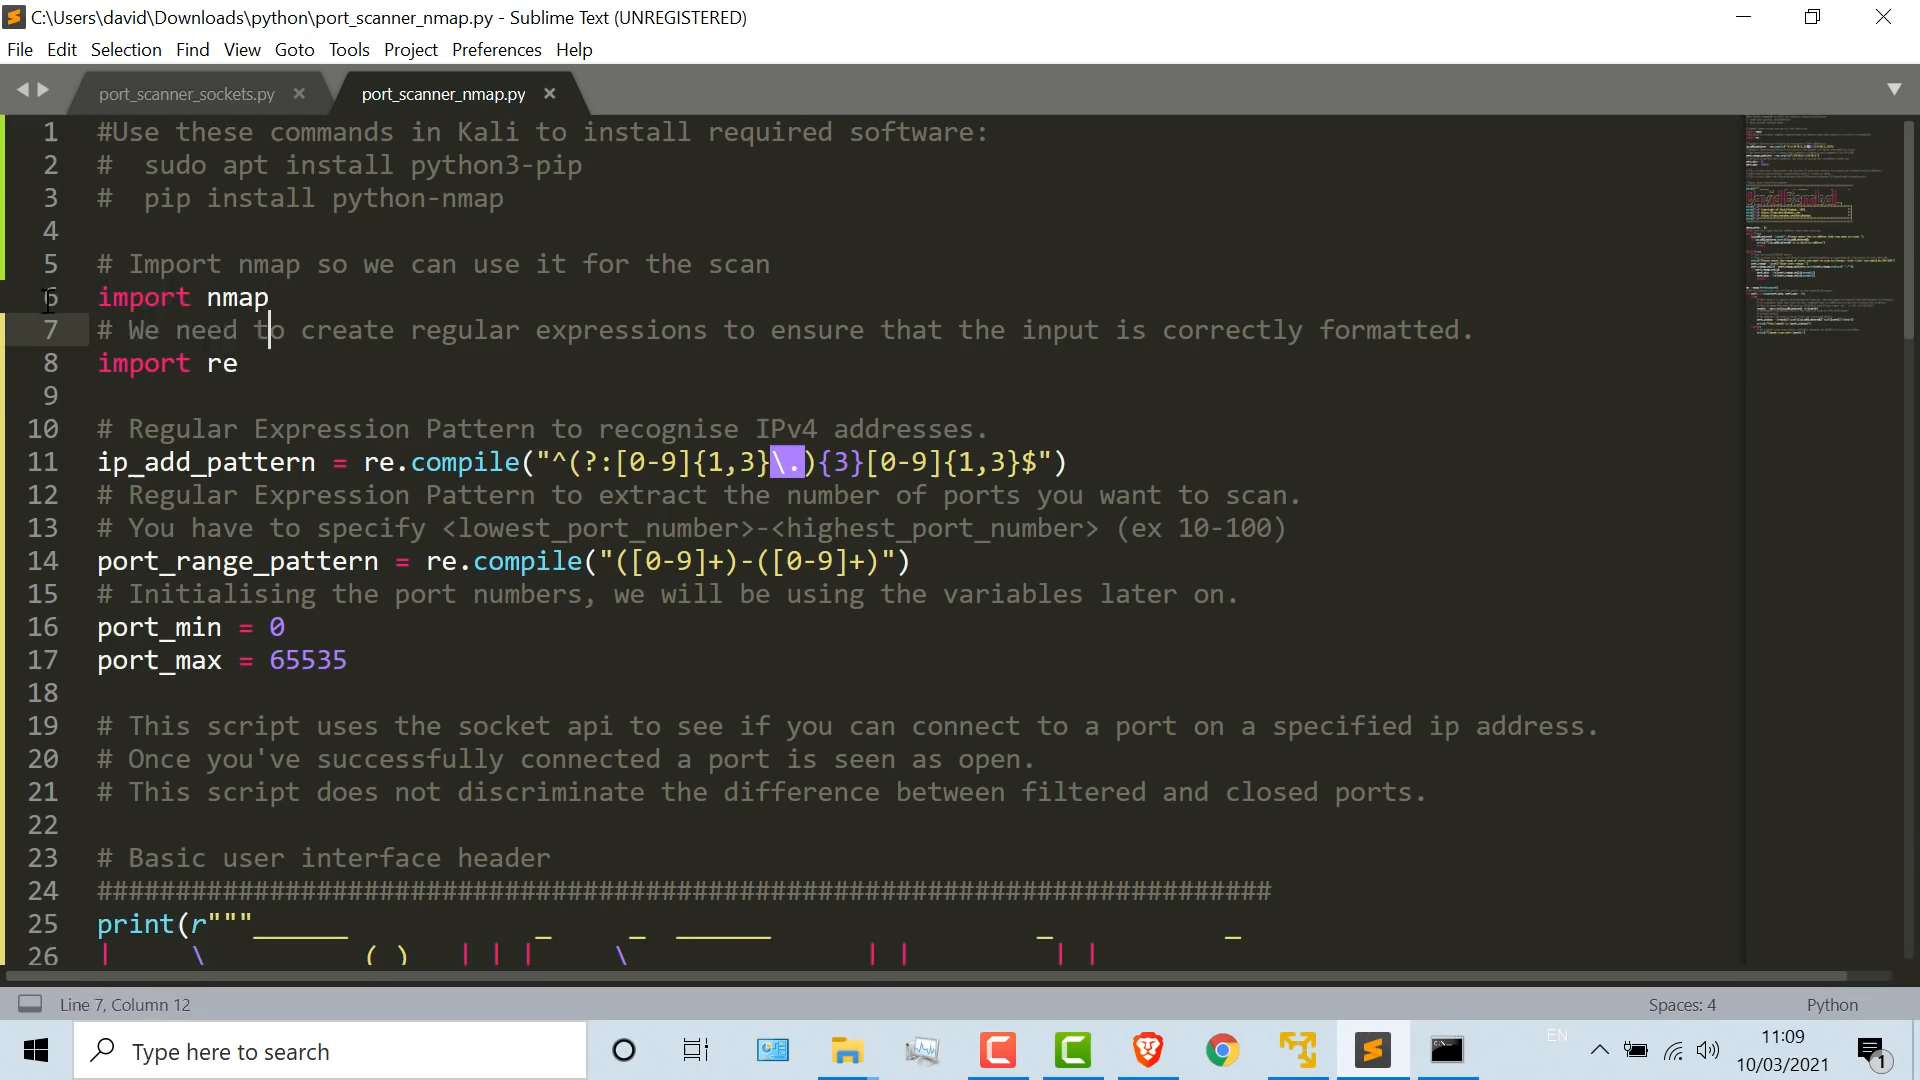 C:\Users\david\Downloads\python\port_scanner_nmap.py - Sublime Text (UNREGISTERED)
File Edit Selection Find View Goto Tools Project Preferences Help
port_scanner_sockets.py × port_scanner_nmap.py ×
1 #Use these commands in Kali to install required software:
2 #  sudo apt install python3-pip
3 #  pip install python-nmap
4
5 # Import nmap so we can use it for the scan
6 import nmap
7 # We need to create regular expressions to ensure that the input is correctly formatted.
8 import re
9
10 # Regular Expression Pattern to recognise IPv4 addresses.
11 ip_add_pattern = re.compile("^(?:[0-9]{1,3}\.){3}[0-9]{1,3}$")
12 # Regular Expression Pattern to extract the number of ports you want to scan.
13 # You have to specify <lowest_port_number>-<highest_port_number> (ex 10-100)
14 port_range_pattern = re.compile("([0-9]+)-([0-9]+)")
15 # Initialising the port numbers, we will be using the variables later on.
16 port_min = 0
17 port_max = 65535
18
19 # This script uses the socket api to see if you can connect to a port on a specified ip address.
20 # Once you've successfully connected a port is seen as open.
21 # This script does not discriminate the difference between filtered and closed ports.
22
23 # Basic user interface header
24 ###########################################################################
25 print(r"""______            _     _  ______                 _           _
26 |     \          ( )   | | |     \               | |         | |
Line 7, Column 12 Spaces: 4 Python
Type here to search
EN
11:09
10/03/2021
1